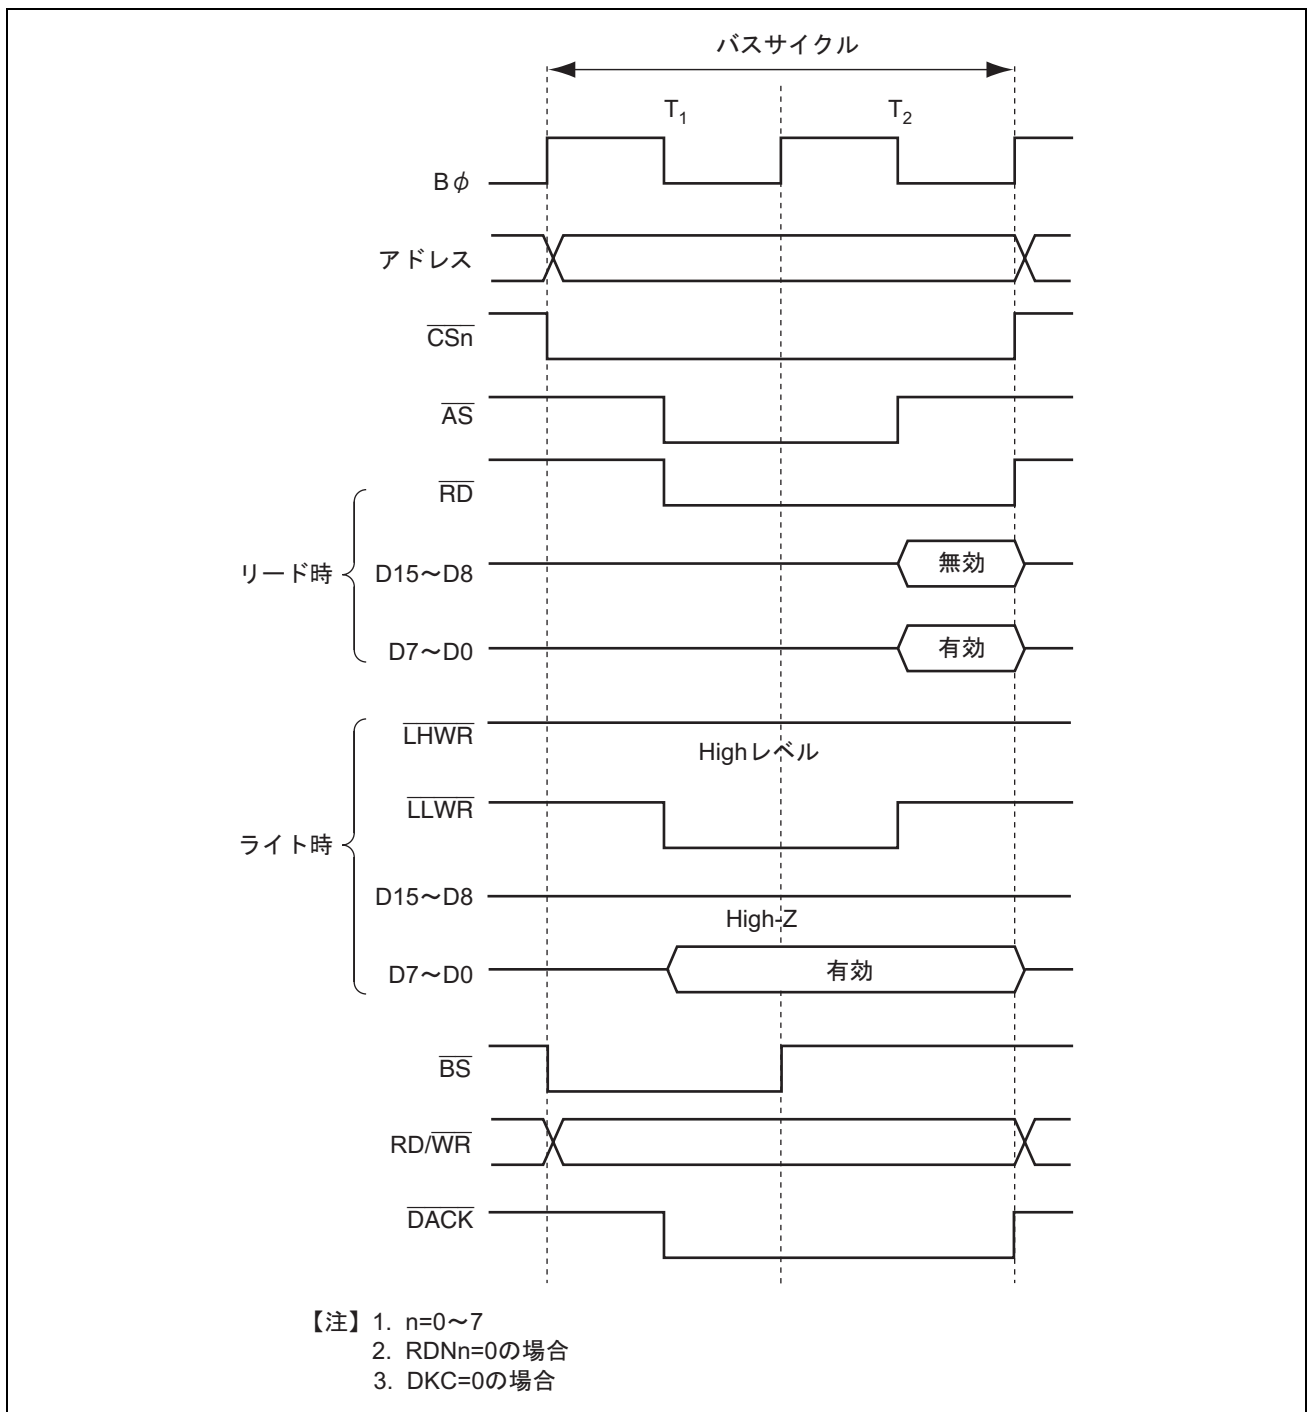 バスサイクル
T1 T2
Bφ
アドレス
CSn
AS
RD
リード時
D15～D8 無効
D7～D0 有効
LHWR
Highレベル
LLWR
ライト時
D15～D8
High-Z
D7～D0 有効
BS
RD/WR
DACK
【注】 1. n=0～7
2. RDNn=0の場合
3. DKC=0の場合